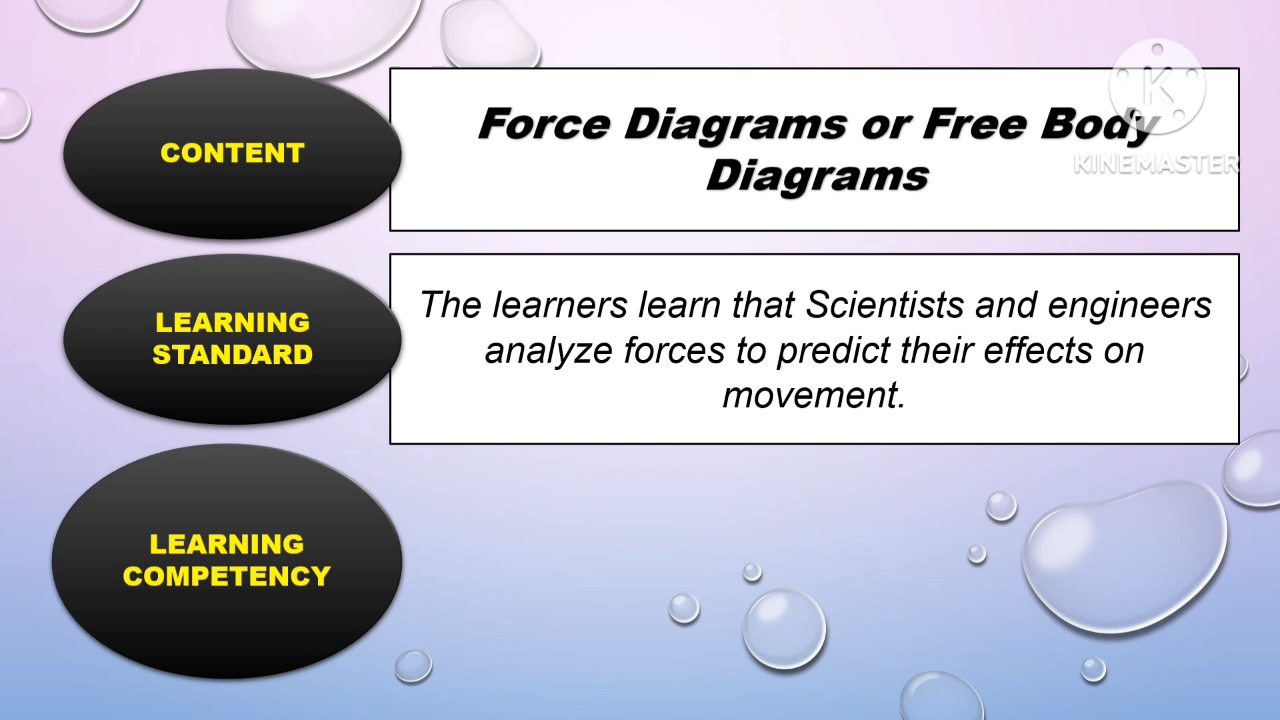 CONTENT
Force Diagrams or Free Body
Diagrams
K
KINEMASTER
LEARNING
STANDARD
The learners learn that Scientists and engineers
analyze forces to predict their effects on
movement.
LEARNING
COMPETENCY